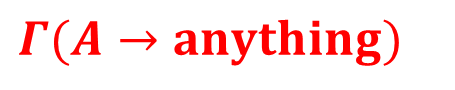 Γ(A → anything)